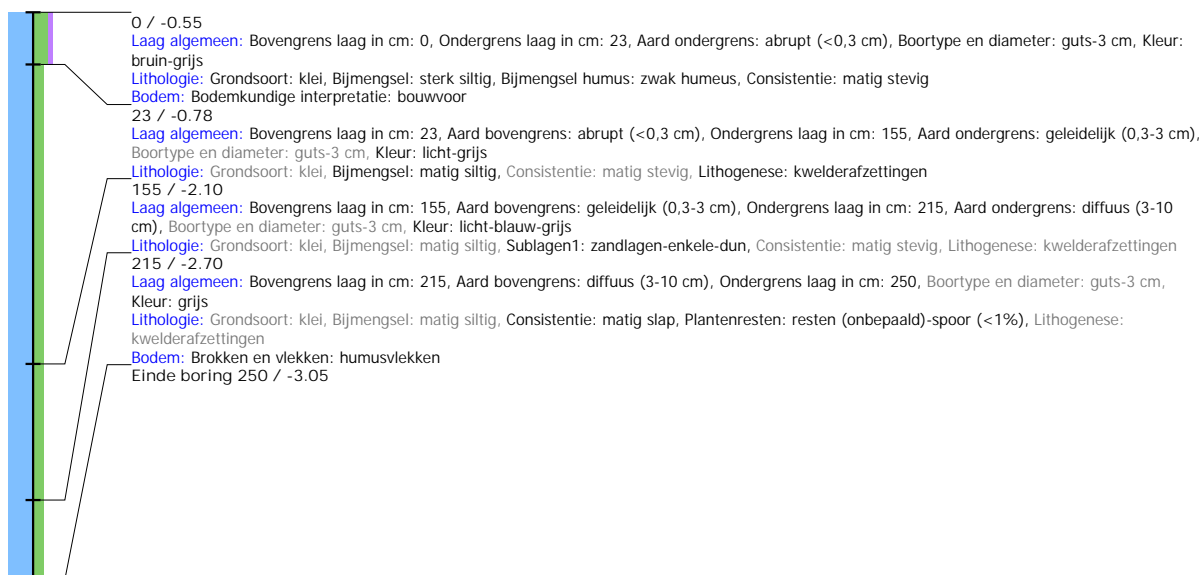 0 / -0.55
Laag algemeen: Bovengrens laag in cm: 0, Ondergrens laag in cm: 23, Aard ondergrens: abrupt (<0,3 cm), Boortype en diameter: guts-3 cm, Kleur:
bruin-grijs
Lithologie: Grondsoort: klei, Bijmengsel: sterk siltig, Bijmengsel humus: zwak humeus, Consistentie: matig stevig
Bodem: Bodemkundige interpretatie: bouwvoor
23 / -0.78
Laag algemeen: Bovengrens laag in cm: 23, Aard bovengrens: abrupt (<0,3 cm), Ondergrens laag in cm: 155, Aard ondergrens: geleidelijk (0,3-3 cm),
Boortype en diameter: guts-3 cm, Kleur: licht-grijs
Lithologie: Grondsoort: klei, Bijmengsel: matig siltig, Consistentie: matig stevig, Lithogenese: kwelderafzettingen
155 / -2.10
Laag algemeen: Bovengrens laag in cm: 155, Aard bovengrens: geleidelijk (0,3-3 cm), Ondergrens laag in cm: 215, Aard ondergrens: diffuus (3-10
cm), Boortype en diameter: guts-3 cm, Kleur: licht-blauw-grijs
Lithologie: Grondsoort: klei, Bijmengsel: matig siltig, Sublagen1: zandlagen-enkele-dun, Consistentie: matig stevig, Lithogenese: kwelderafzettingen
215 / -2.70
Laag algemeen: Bovengrens laag in cm: 215, Aard bovengrens: diffuus (3-10 cm), Ondergrens laag in cm: 250, Boortype en diameter: guts-3 cm,
Kleur: grijs
Lithologie: Grondsoort: klei, Bijmengsel: matig siltig, Consistentie: matig slap, Plantenresten: resten (onbepaald)-spoor (<1%), Lithogenese:
kwelderafzettingen
Bodem: Brokken en vlekken: humusvlekken
Einde boring 250 / -3.05